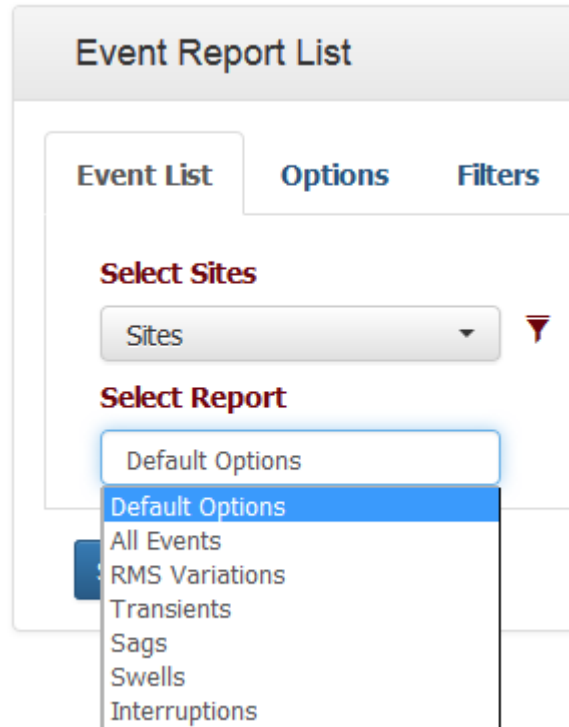 Event Report List
Event List Options Filters
Select Sites
Sites
Select Report
Default Options
Default Options
All Events
RMS Variations
Transients
Sags
Swells
Interruptions